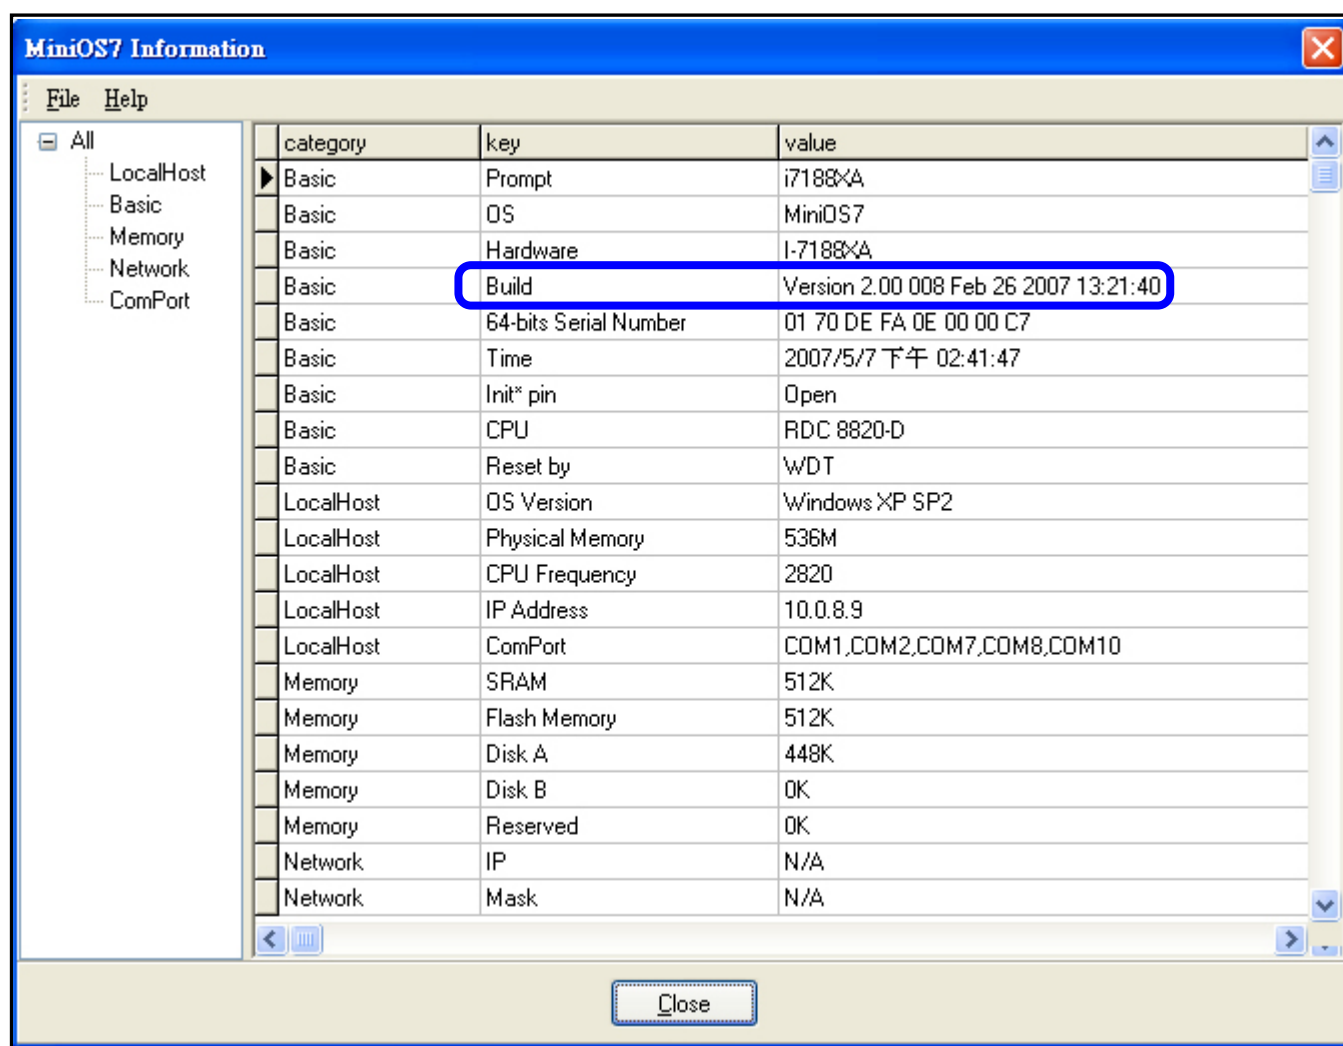 MiniOS7 Information
File Help
All
LocalHost
Basic
Memory
Network
ComPort
category key value
Basic Prompt i7188XA
Basic OS MiniOS7
Basic Hardware I-7188XA
Basic Build Version 2.00 008 Feb 26 2007 13:21:40
Basic 64-bits Serial Number 01 70 DE FA 0E 00 00 C7
Basic Time 2007/5/7 下午 02:41:47
Basic Init* pin Open
Basic CPU RDC 8820-D
Basic Reset by WDT
LocalHost OS Version Windows XP SP2
LocalHost Physical Memory 536M
LocalHost CPU Frequency 2820
LocalHost IP Address 10.0.8.9
LocalHost ComPort COM1,COM2,COM7,COM8,COM10
Memory SRAM 512K
Memory Flash Memory 512K
Memory Disk A 448K
Memory Disk B 0K
Memory Reserved 0K
Network IP N/A
Network Mask N/A
Close